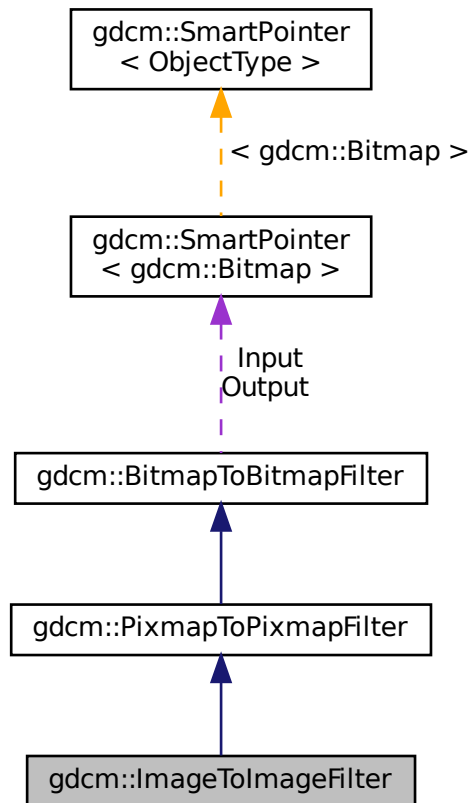 gdcm::SmartPointer
< ObjectType >
< gdcm::Bitmap >
gdcm::SmartPointer
< gdcm::Bitmap >
Input
Output
gdcm::BitmapToBitmapFilter
gdcm::PixmapToPixmapFilter
gdcm::ImageToImageFilter